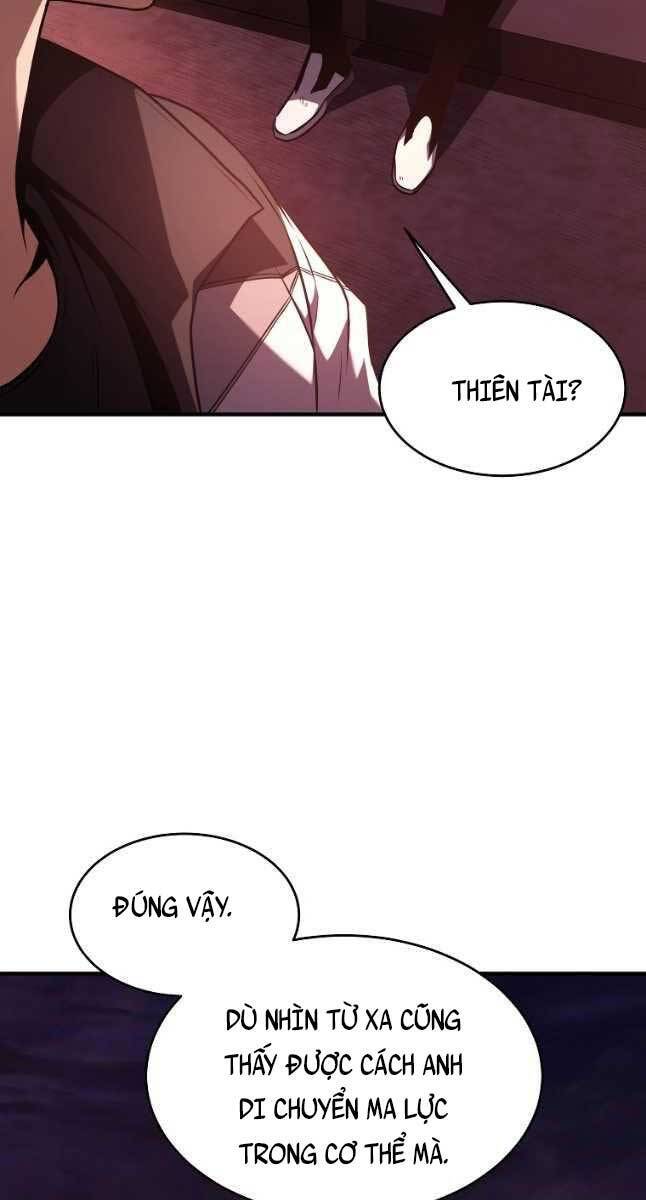 THIÊN TÀI?
ĐÚNG VẬY.
DÙ NHÌN TỪ XA CŨNG
THẤY ĐƯỢC CÁCH ANH
DI CHUYỂN MA LỰC
TRONG CƠ THỂ MÀ.